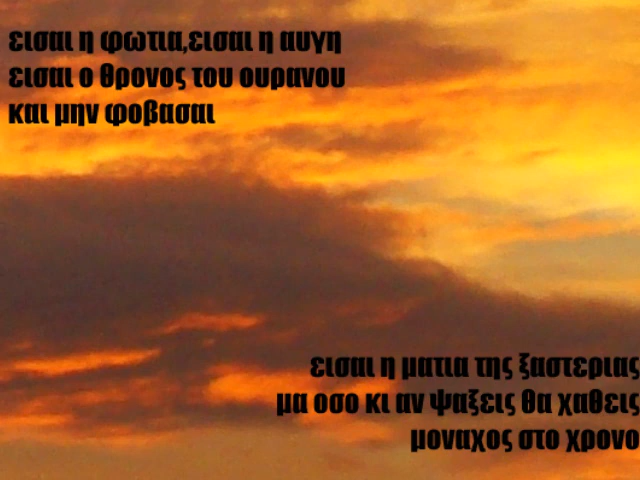 εισαι η φωτια,εισαι η αυγη
εισαι ο θρονος του ουρανου
και μην φοβασαι
εισαι η ματια της ξαστεριας
μα οσο κι αν ψαξεις θα χαθεις
μοναχος στο χρονο